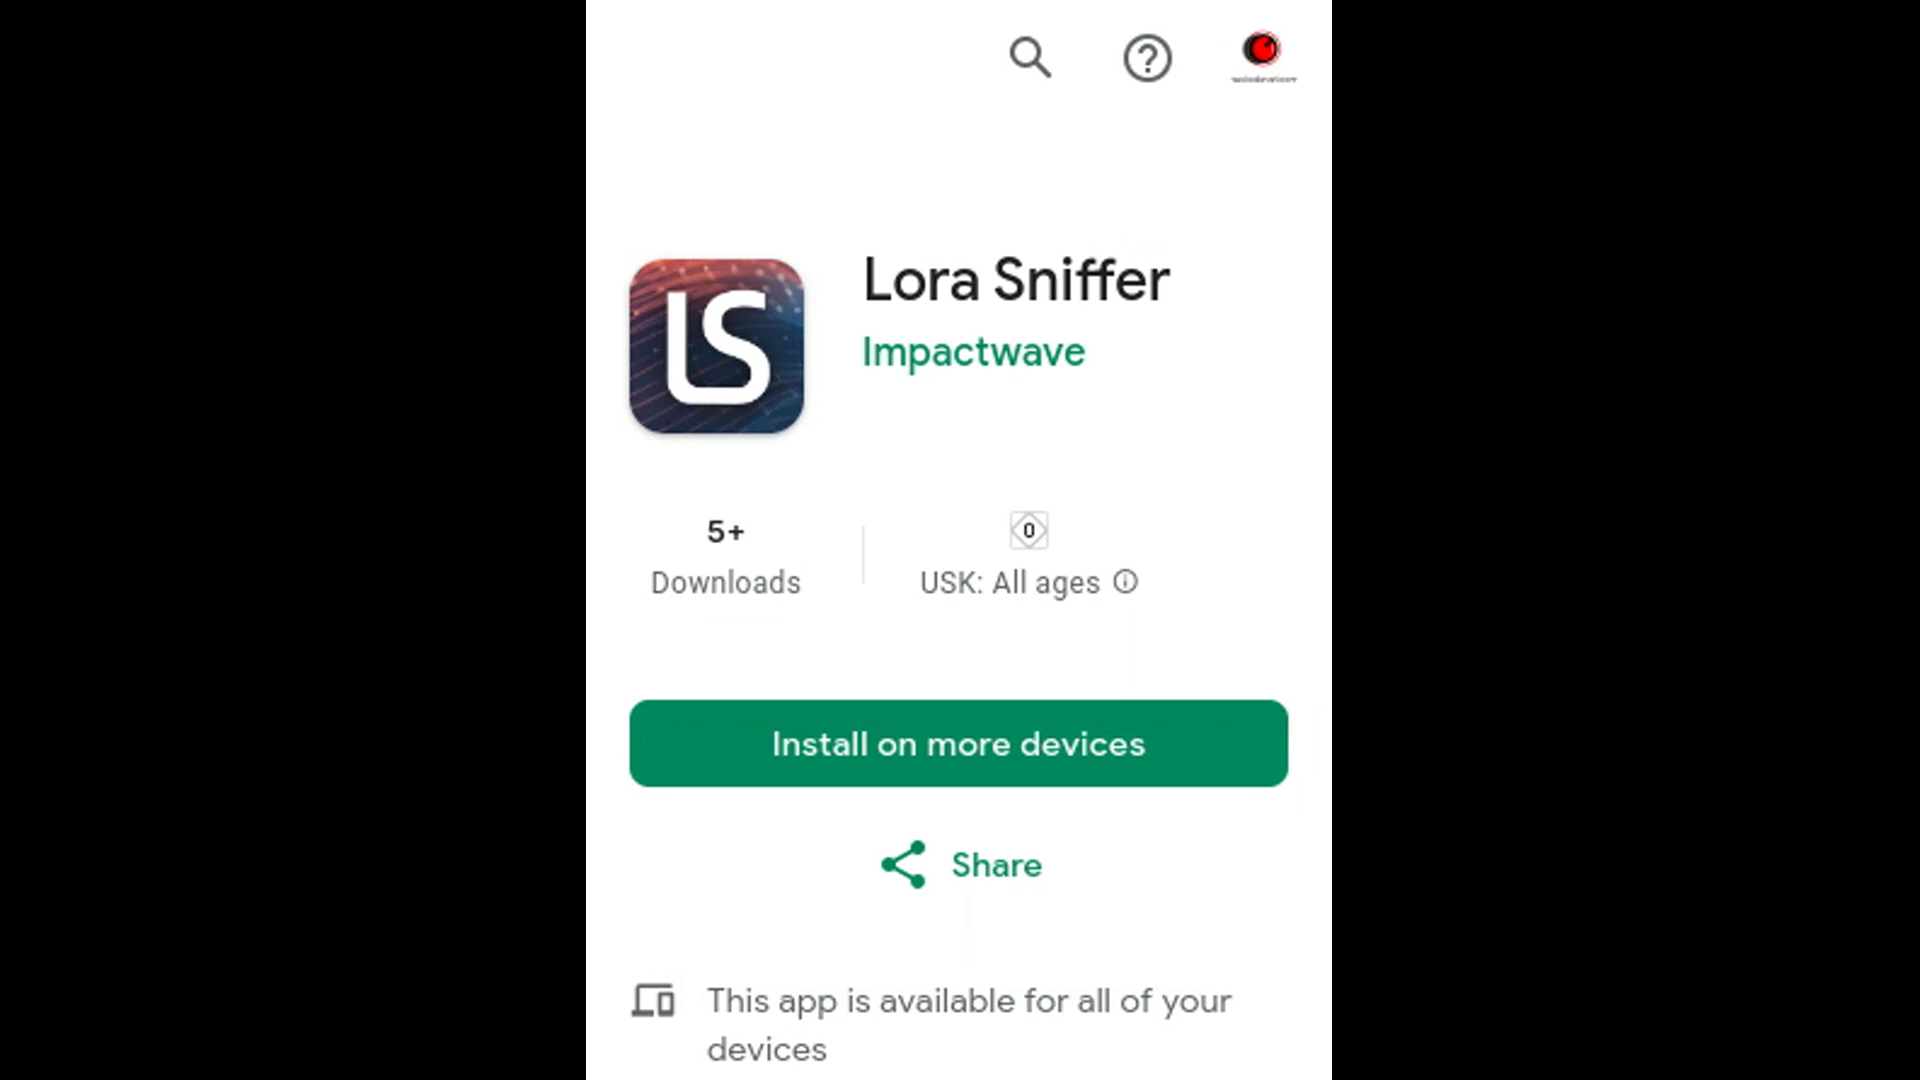 Lora Sniffer
Impactwave
LS
5+
Downloads
0
USK: All ages
Install on more devices
Share
This app is available for all of your
devices